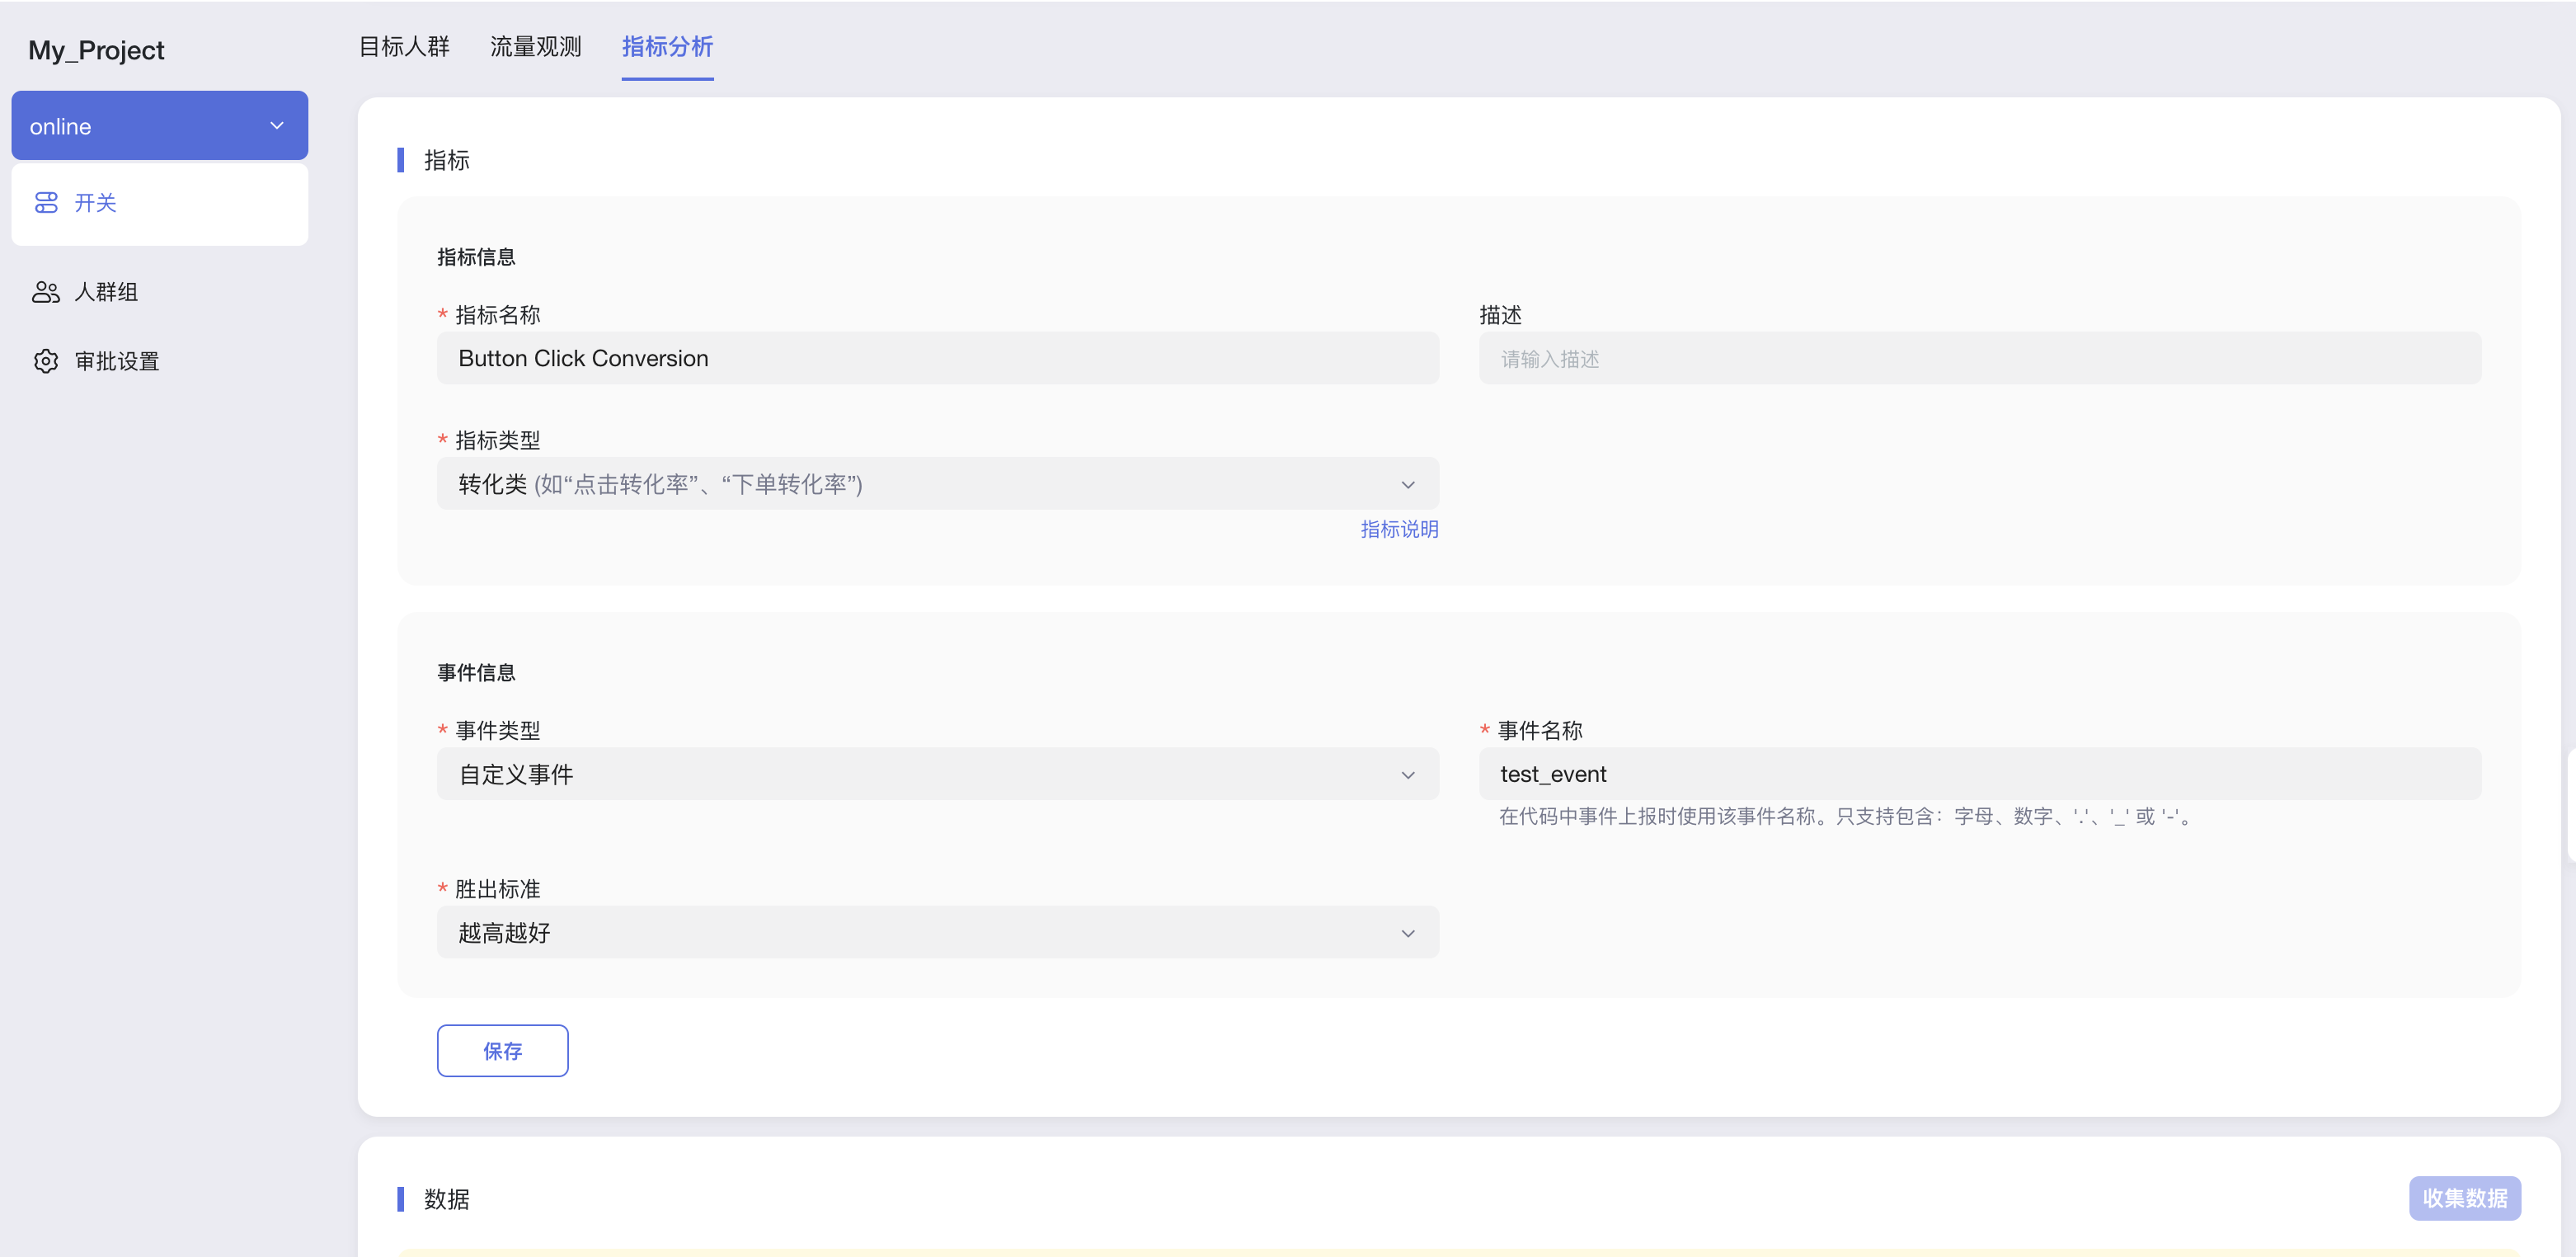 My_Project
online
开关
人群组
审批设置
目标人群 流量观测 指标分析
指标
指标信息
* 指标名称
Button Click Conversion
描述
请输入描述
* 指标类型
转化类 (如“点击转化率”、“下单转化率”)
指标说明
事件信息
* 事件类型
自定义事件
* 事件名称
test_event
在代码中事件上报时使用该事件名称。只支持包含：字母、数字、'.'、'_' 或 '-'。
* 胜出标准
越高越好
保存
数据
收集数据